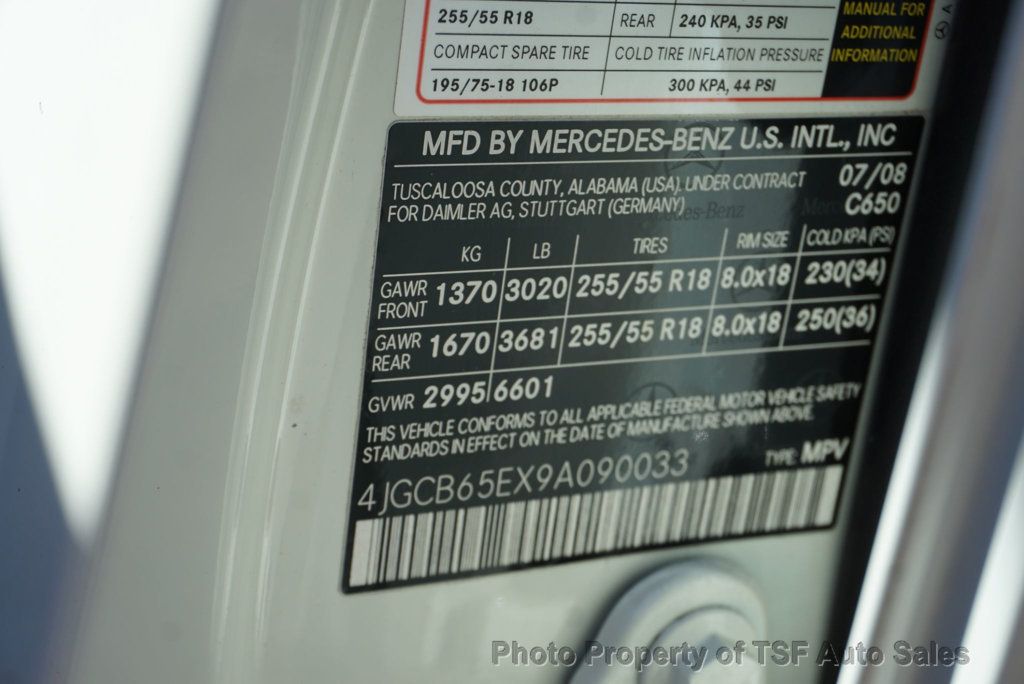 255/55 R18 REAR 240 KPA, 35 PSI
MANUAL FOR
ADDITIONAL
INFORMATION
COMPACT SPARE TIRE COLD TIRE INFLATION PRESSURE
195/75-18 106P 300 KPA, 44 PSI
MFD BY MERCEDES-BENZ U.S. INTL., INC
TUSCALOOSA COUNTY, ALABAMA (USA), UNDER CONTRACT 07/08
FOR DAIMLER AG, STUTTGART (GERMANY) C650
KG LB TIRES RIM SIZE COLD KPA (PSI)
GAWR FRONT 1370 3020 255/55 R18 8.0x18 230(34)
GAWR REAR 1670 3681 255/55 R18 8.0x18 250(36)
GVWR 2995 6601
THIS VEHICLE CONFORMS TO ALL APPLICABLE FEDERAL MOTOR VEHICLE SAFETY
STANDARDS IN EFFECT ON THE DATE OF MANUFACTURE SHOWN ABOVE.
4JGCB65EX9A090033 TYPE: MPV
Photo Property of TSF Auto Sales